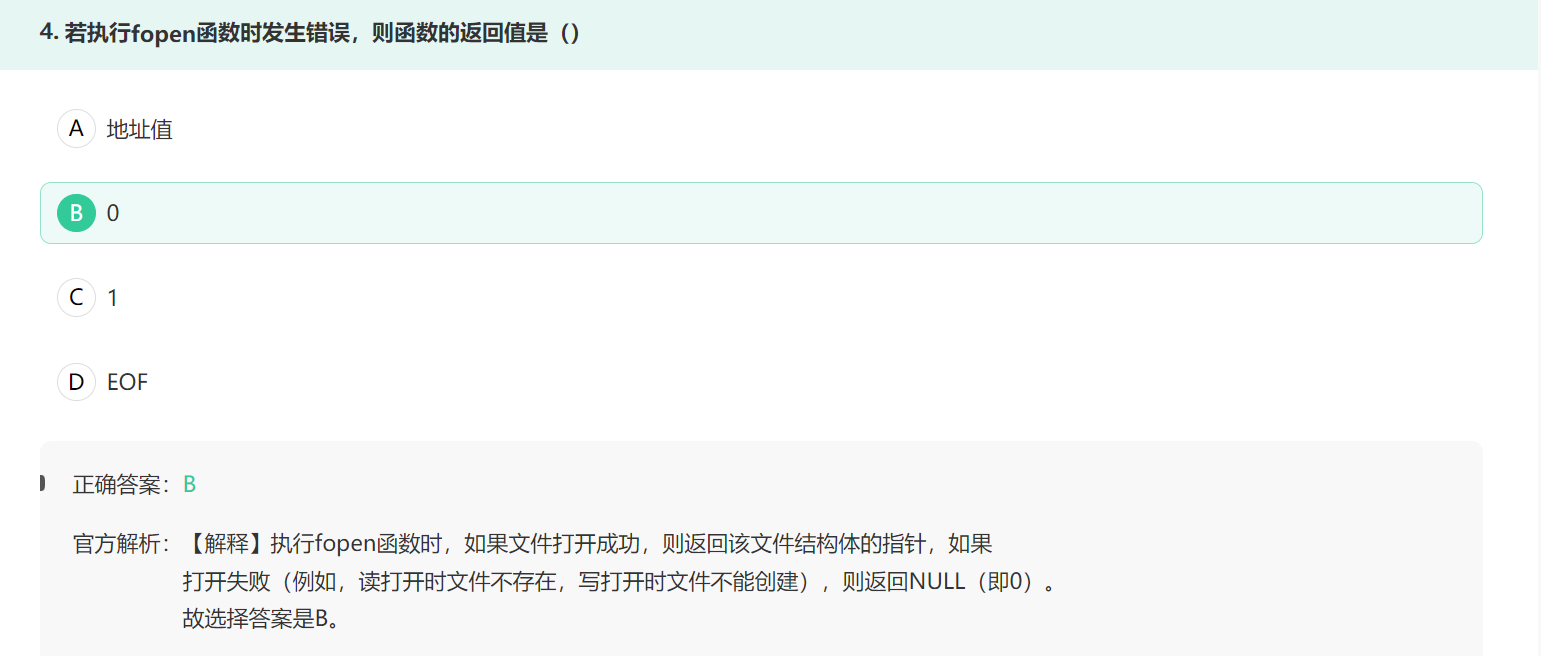 4. 若执行fopen函数时发生错误，则函数的返回值是（）
A 地址值
B 0
C 1
D EOF
正确答案： B
官方解析： 【解释】执行fopen函数时，如果文件打开成功，则返回该文件结构体的指针，如果
打开失败（例如，读打开时文件不存在，写打开时文件不能创建），则返回NULL（即0）。
故选择答案是B。